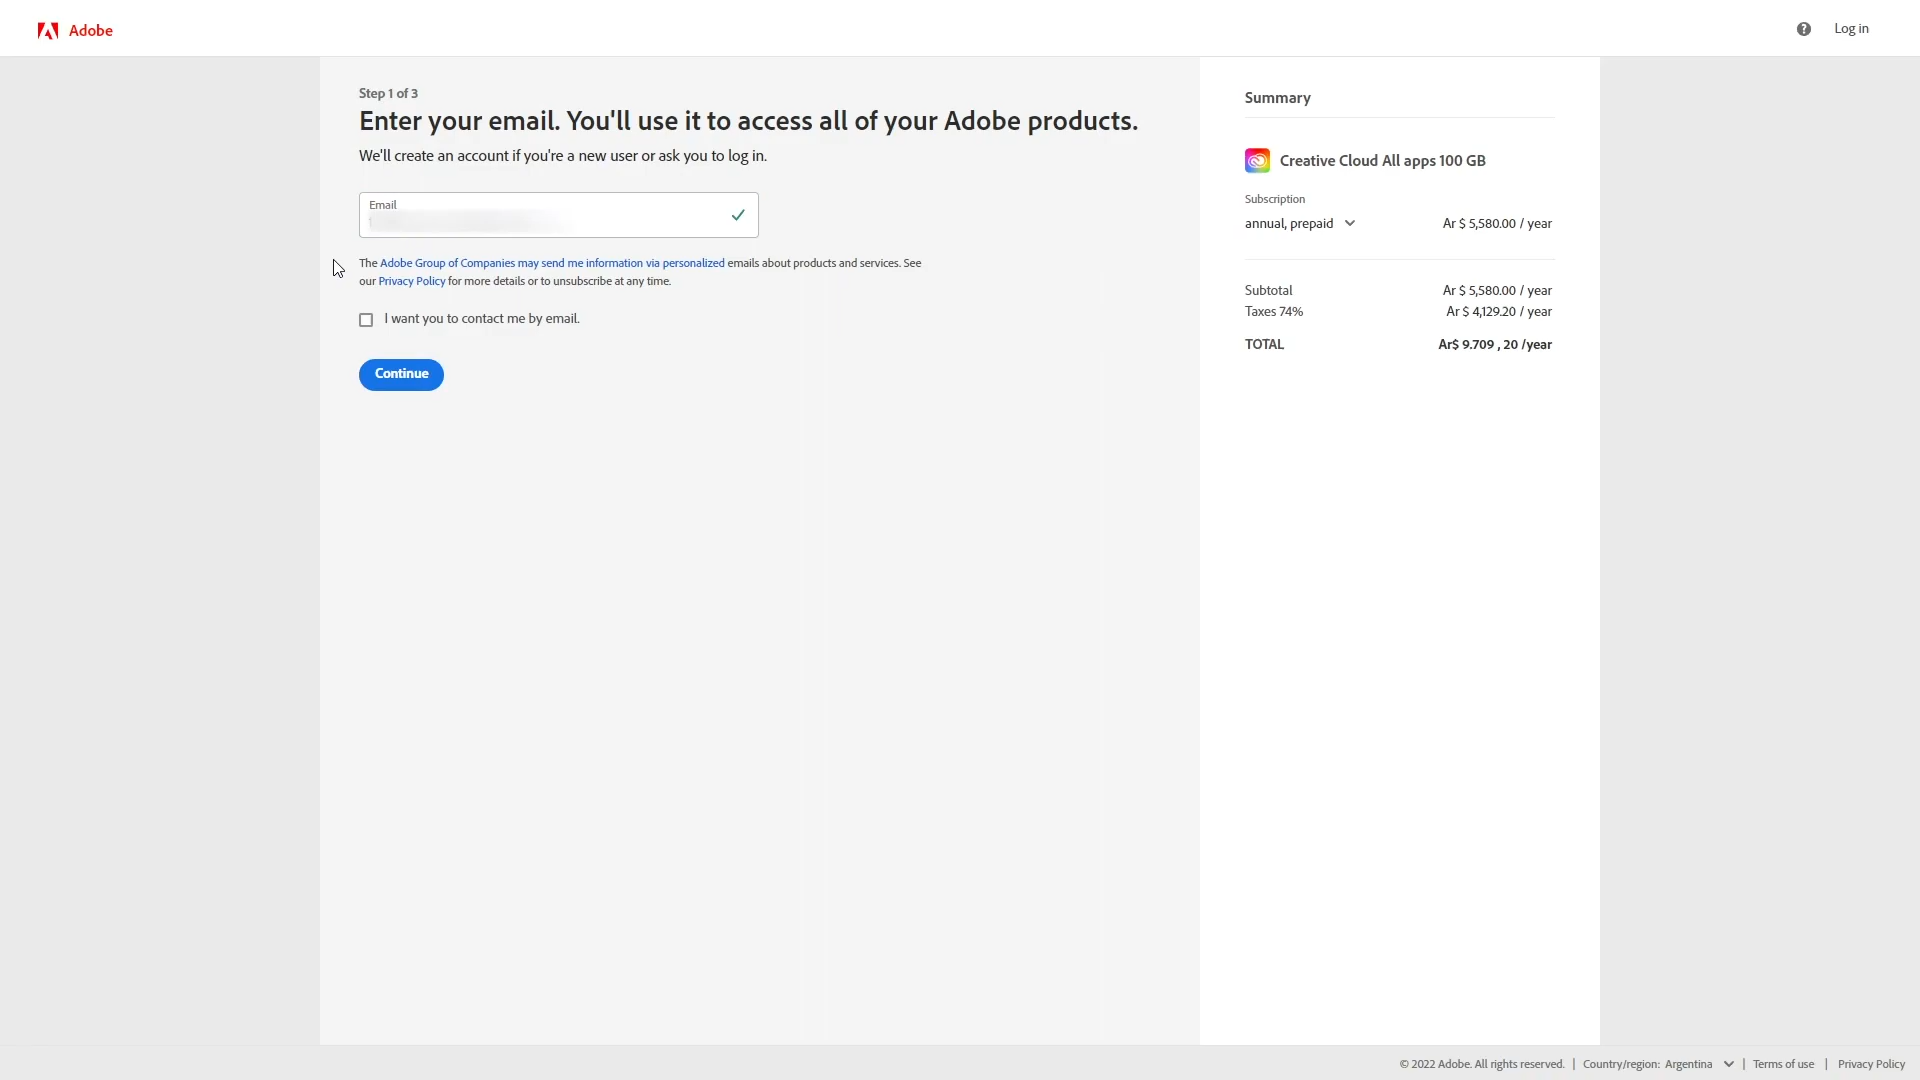 Adobe
Log in
Step 1 of 3
Enter your email. You'll use it to access all of your Adobe products.
We'll create an account if you're a new user or ask you to log in.
Email
The Adobe Group of Companies may send me information via personalized emails about products and services. See
our Privacy Policy for more details or to unsubscribe at any time.
I want you to contact me by email.
Continue
Summary
Creative Cloud All apps 100 GB
Subscription
annual, prepaid Ar $ 5,580.00 / year
Subtotal Ar $ 5,580.00 / year
Taxes 74% Ar $ 4,129.20 / year
TOTAL Ar$ 9.709 , 20 /year
© 2022 Adobe. All rights reserved. | Country/region: Argentina | Terms of use | Privacy Policy